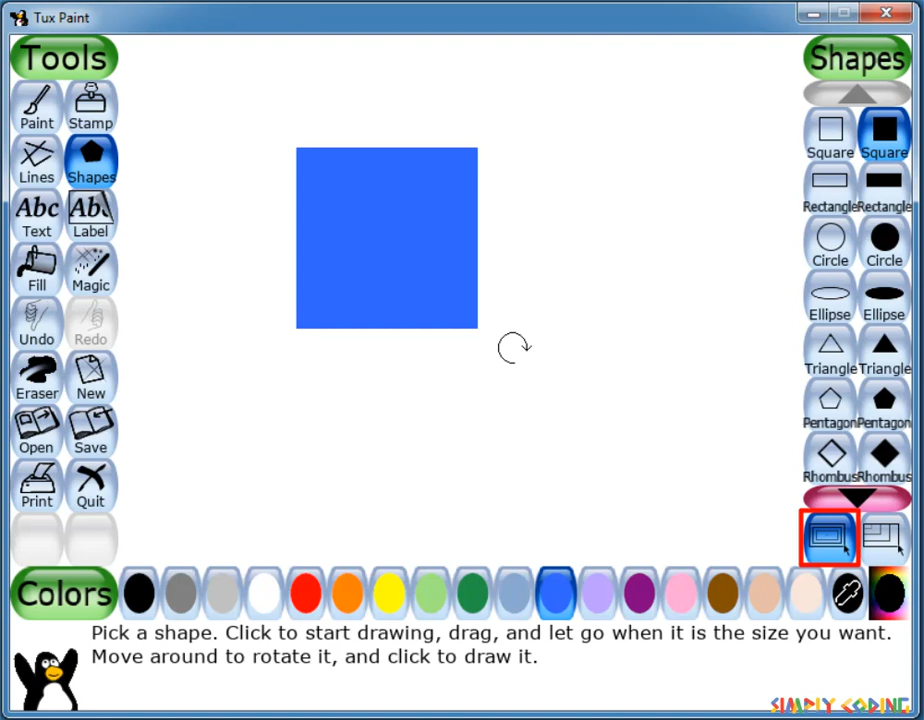 Tux Paint
Tools
Shapes
Paint Stamp
Lines Shapes
Abc Abc
Text Label
Fill Magic
Undo Redo
Eraser New
Open Save
Print Quit
Square Square
Rectangle Rectangle
Circle Circle
Ellipse Ellipse
Triangle Triangle
Pentagon Pentagon
Rhombus Rhombus
Colors
Pick a shape. Click to start drawing, drag, and let go when it is the size you want.
Move around to rotate it, and click to draw it.
SIMPLY CODING